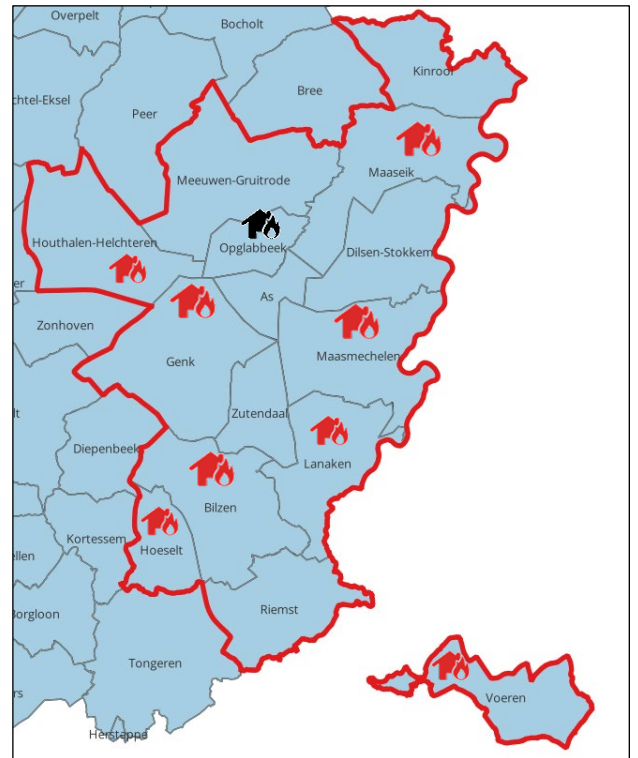 Overpelt
Bocholt
Kinrooi
Bree
chtel-Eksel
Peer
Maaseik
Meeuwen-Gruitrode
Houthalen-Helchteren
Opglabbeek
Dilsen-Stokkem
er
As
Zonhoven
Maasmechelen
Genk
lt
Zutendaal
Diepenbeek
Lanaken
Bilzen
Kortessem
Hoeselt
ellen
Borgloon
Riemst
Tongeren
rs
Voeren
Herstappe